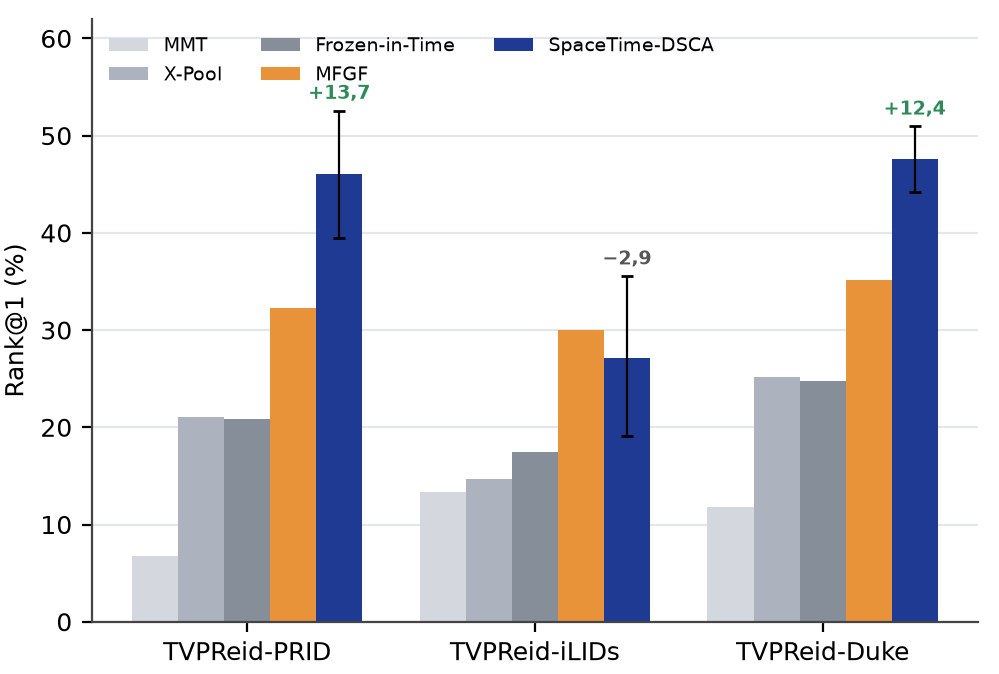 MMT
X-Pool
Frozen-in-Time
MFGF
SpaceTime-DSCA
+13,7
−2,9
+12,4
Rank@1 (%)
60
50
40
30
20
10
0
TVPReid-PRID
TVPReid-iLIDs
TVPReid-Duke